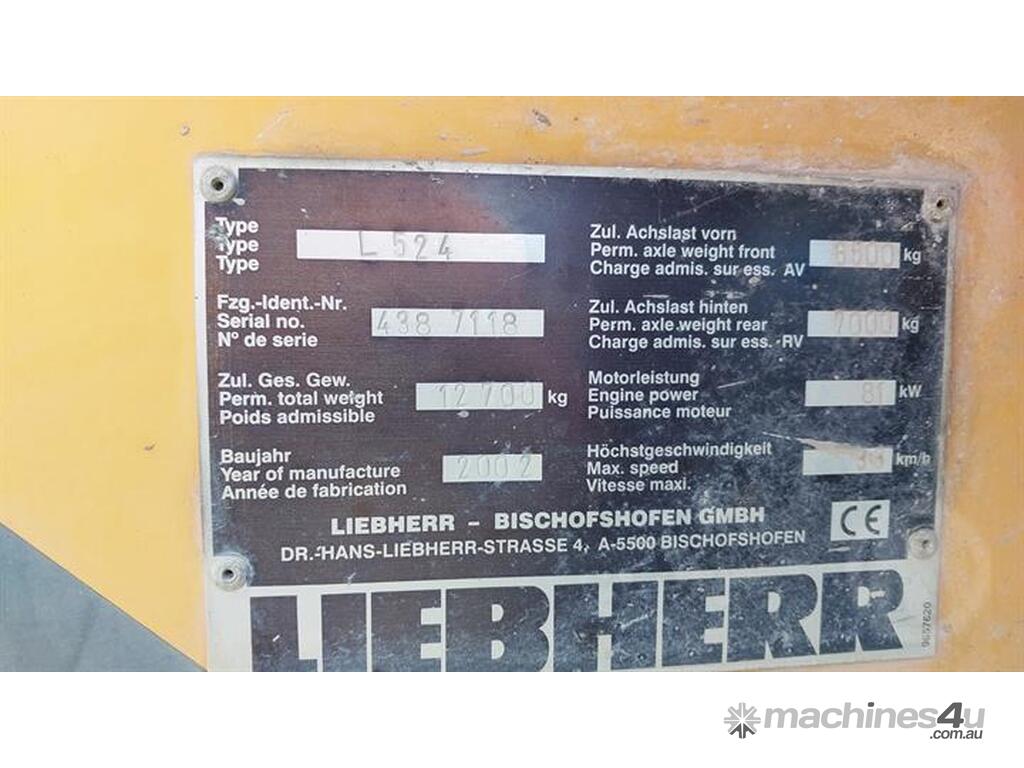 Type
Type
Type
L 524
Fzg.-Ident.-Nr.
Serial no.
N° de serie
438 7118
Zul. Ges. Gew.
Perm. total weight
Poids admissible
12 700 kg
Baujahr
Year of manufacture
Année de fabrication
2002
Zul. Achslast vorn
Perm. axle weight front
Charge admis. sur ess. AV
kg
Zul. Achslast hinten
Perm. axle weight rear
Charge admis. sur ess. RV
7000 kg
Motorleistung
Engine power
Puissance moteur
81 kW
Höchstgeschwindigkeit
Max. speed
Vitesse maxi.
km/h
LIEBHERR - BISCHOFSHOFEN GMBH
DR.-HANS-LIEBHERR-STRASSE 4, A-5500 BISCHOFSHOFEN
CE
LIEBHERR
machines4u
.com.au